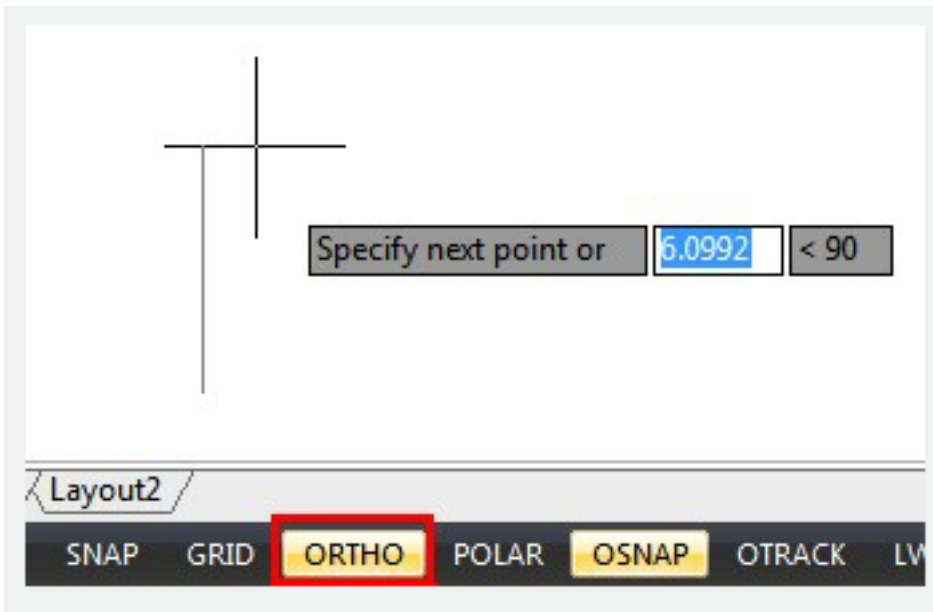 Specify next point or 6.0992 < 90
Layout2
SNAP GRID ORTHO POLAR OSNAP OTRACK